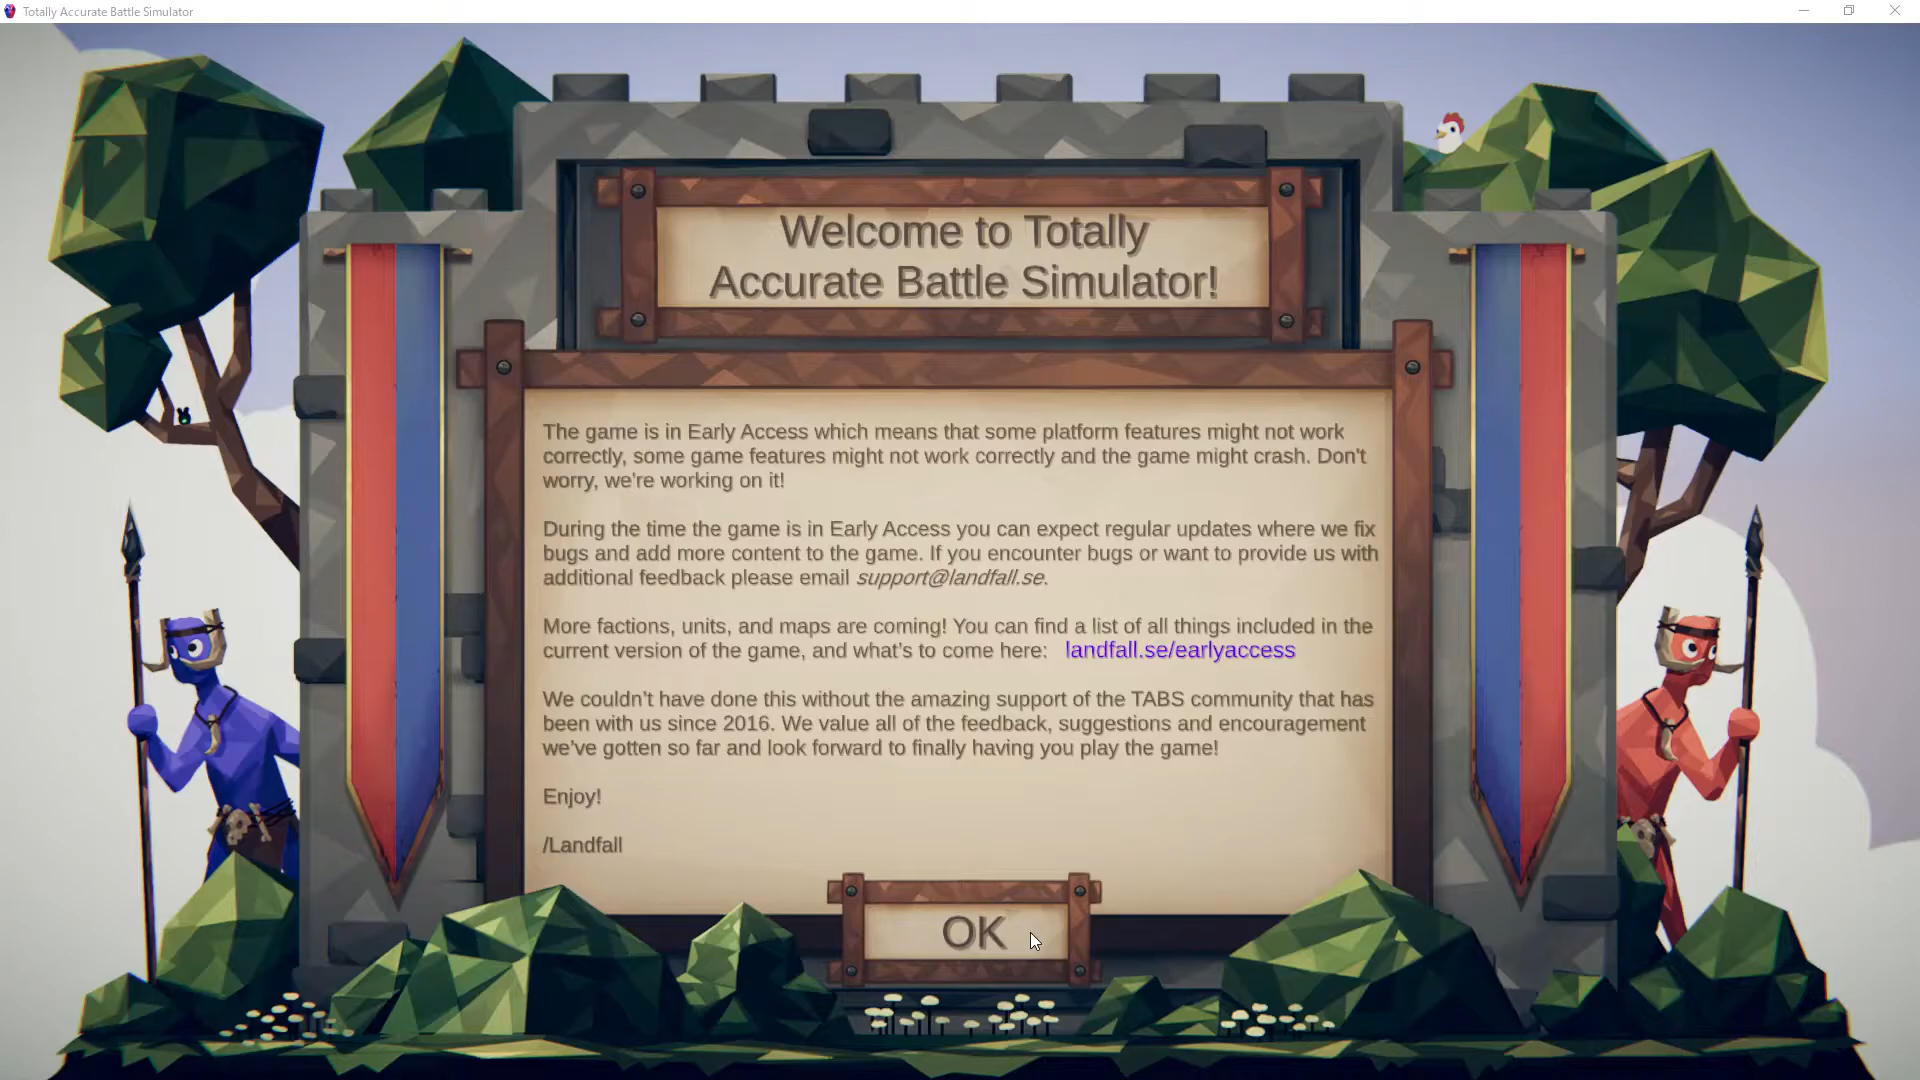 Totally Accurate Battle Simulator
Welcome to Totally
Accurate Battle Simulator!
The game is in Early Access which means that some platform features might not work
correctly, some game features might not work correctly and the game might crash. Don't
worry, we're working on it!
During the time the game is in Early Access you can expect regular updates where we fix
bugs and add more content to the game. If you encounter bugs or want to provide us with
additional feedback please email support@landfall.se.
More factions, units, and maps are coming! You can find a list of all things included in the
current version of the game, and what's to come here: landfall.se/earlyaccess
We couldn't have done this without the amazing support of the TABS community that has
been with us since 2016. We value all of the feedback, suggestions and encouragement
we've gotten so far and look forward to finally having you play the game!
Enjoy!
/Landfall
OK